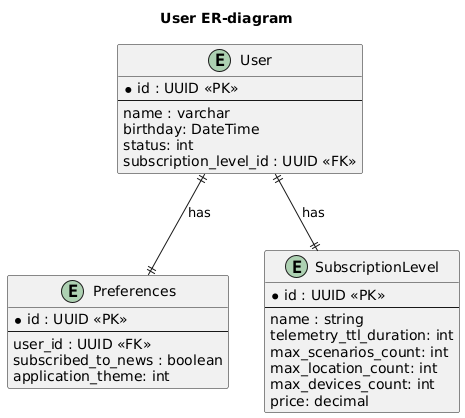 User ER-diagram
E User
* id : UUID «PK»
name : varchar
birthday: DateTime
status: int
subscription_level_id : UUID «FK»
has
has
E Preferences
* id : UUID «PK»
user_id : UUID «FK»
subscribed_to_news : boolean
application_theme: int
E SubscriptionLevel
* id : UUID «PK»
name : string
telemetry_ttl_duration: int
max_scenarios_count: int
max_location_count: int
max_devices_count: int
price: decimal